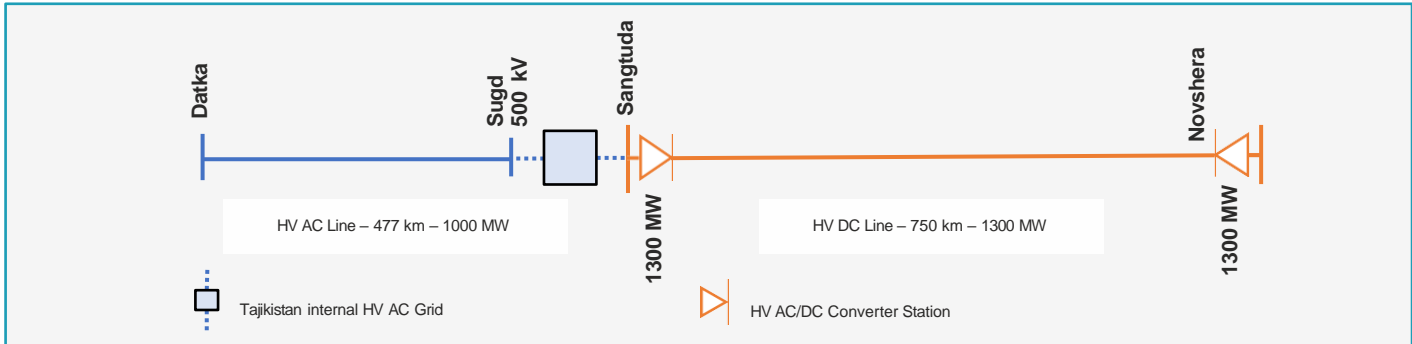 Datka
Sugd
500 kV
Sangtuda
Novshera
1300 MW
1300 MW
HV AC Line – 477 km – 1000 MW
HV DC Line – 750 km – 1300 MW
Tajikistan internal HV AC Grid
HV AC/DC Converter Station